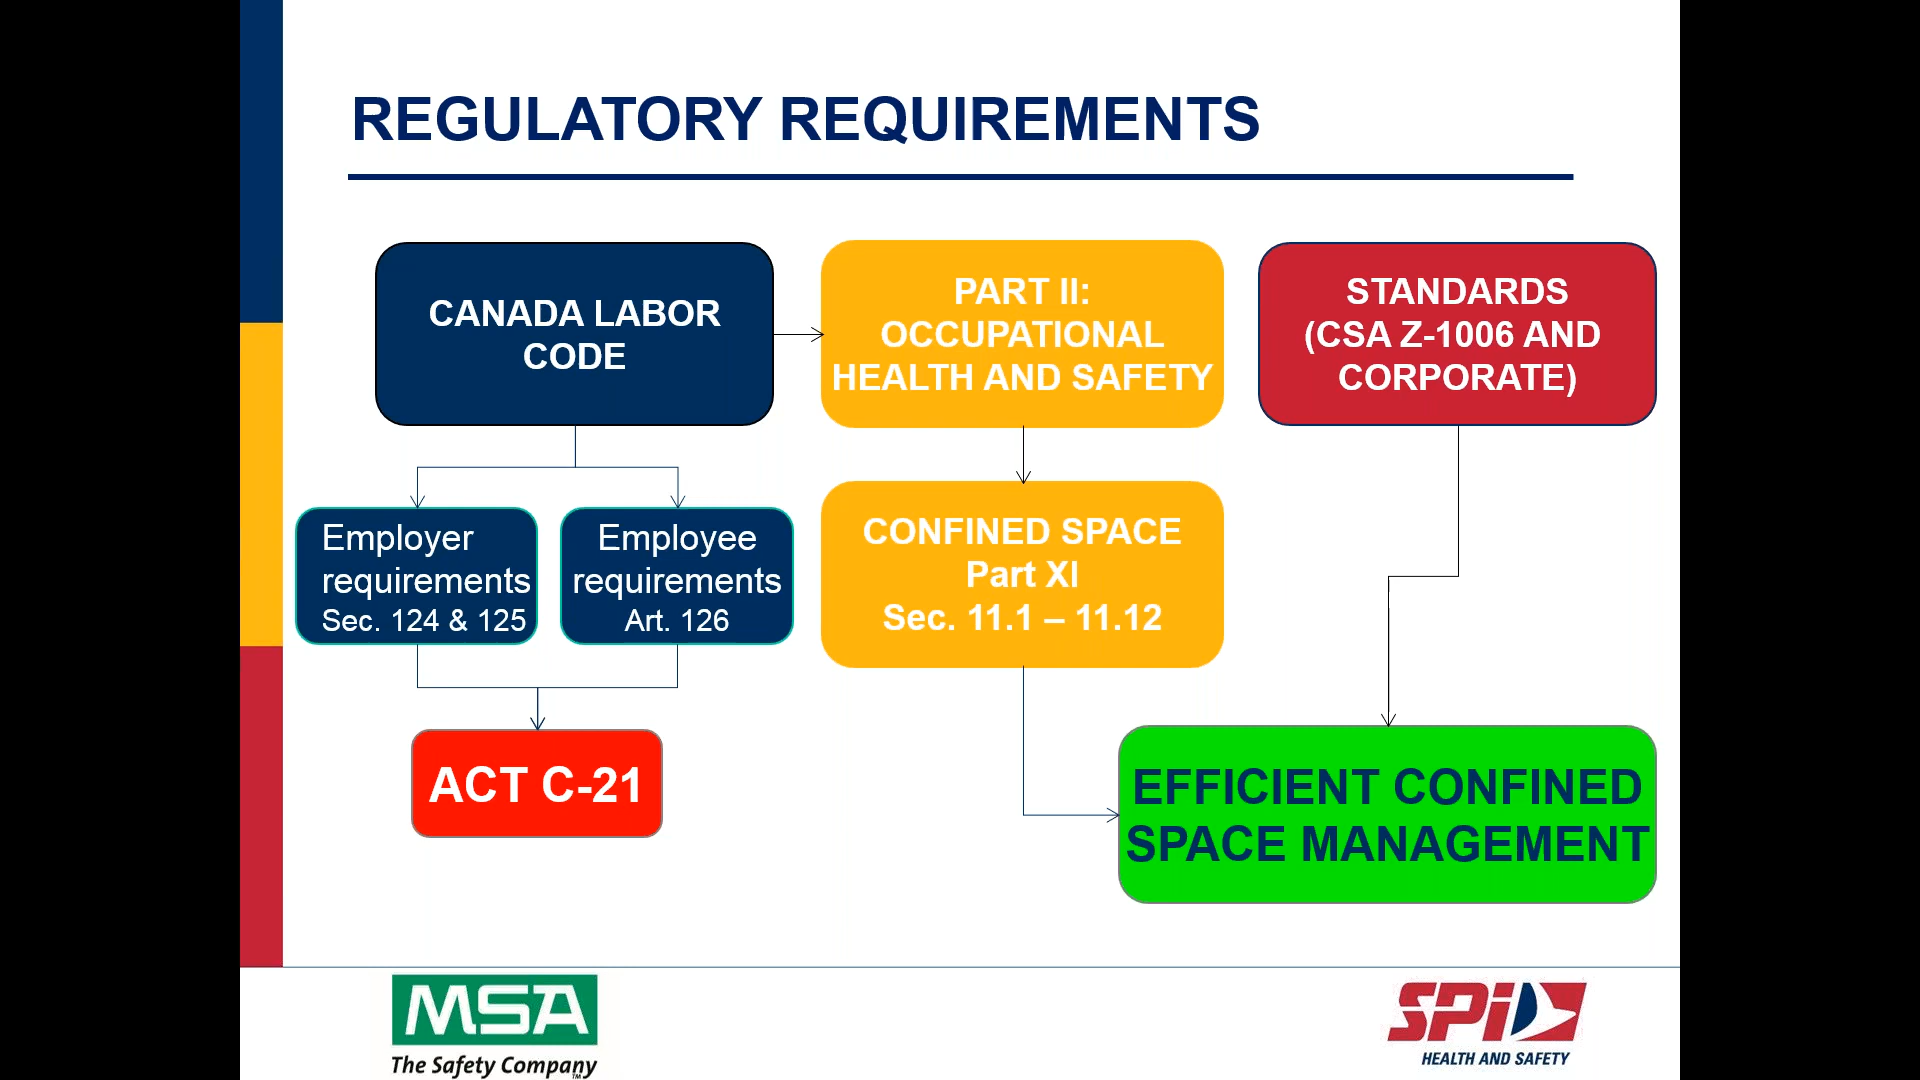 REGULATORY REQUIREMENTS
CANADA LABOR
CODE
PART II:
OCCUPATIONAL
HEALTH AND SAFETY
STANDARDS
(CSA Z-1006 AND
CORPORATE)
Employer
requirements
Sec. 124 & 125
Employee
requirements
Art. 126
CONFINED SPACE
Part XI
Sec. 11.1 – 11.12
ACT C-21
EFFICIENT CONFINED
SPACE MANAGEMENT
MSA
The Safety Company™
SPi
HEALTH AND SAFETY